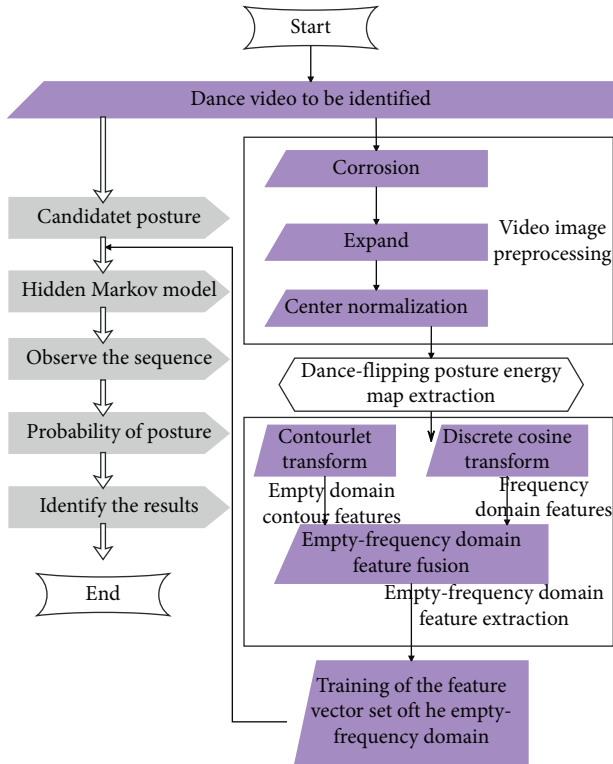 Start
Dance video to be identified
Candidatet posture
Hidden Markov model
Observe the sequence
Probability of posture
Identify the results
End
Corrosion
Expand
Center normalization
Video image
preprocessing
Dance-flipping posture energy
map extraction
Contourlet
transform
Discrete cosine
transform
Empty domain
contour features
Frequency
domain features
Empty-frequency domain
feature fusion
Empty-frequency domain
feature extraction
Training of the feature
vector set oft he empty-
frequency domain